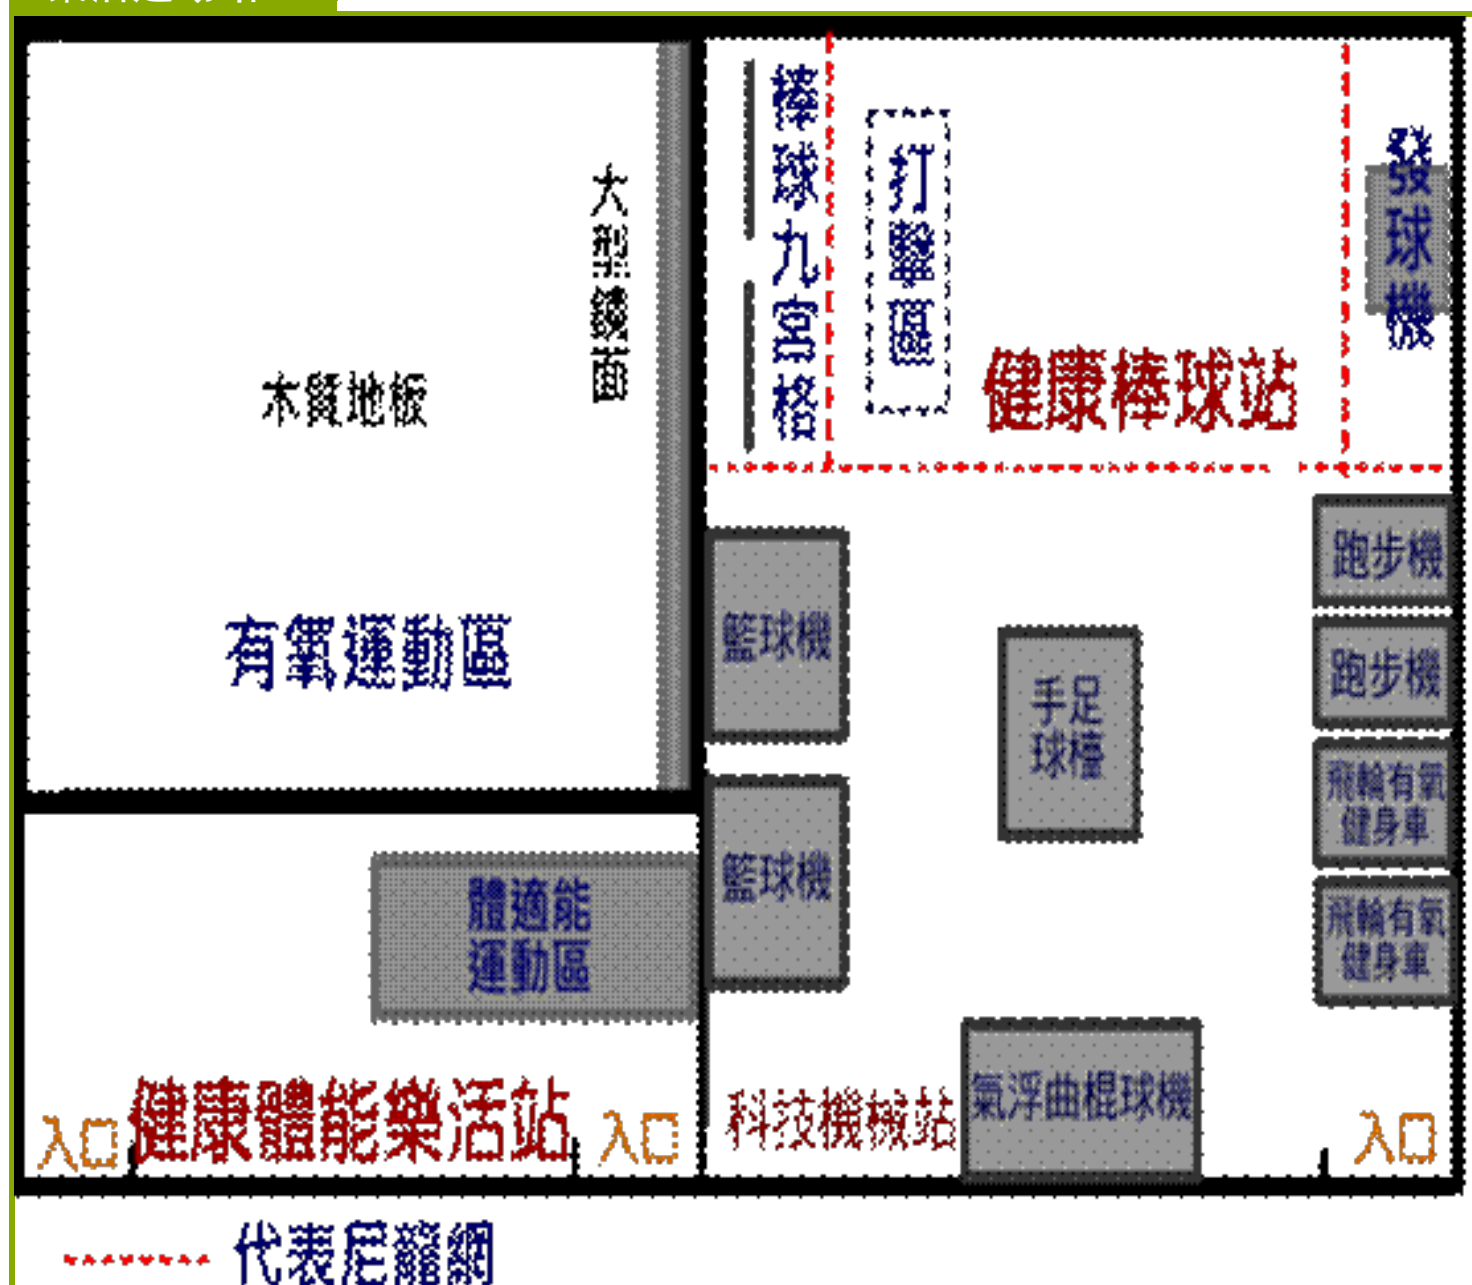 棒球九宮格
打擊區
發球機
大型鏡面
木質地板
健康棒球站
有氧運動區
籃球機
籃球機
手足
球檯
跑步機
跑步機
飛輪有氧
健身車
飛輪有氧
健身車
體適能
運動區
健康體能樂活站
入口
入口
科技機械站
氣浮曲棍球機
入口
代表尼龍網